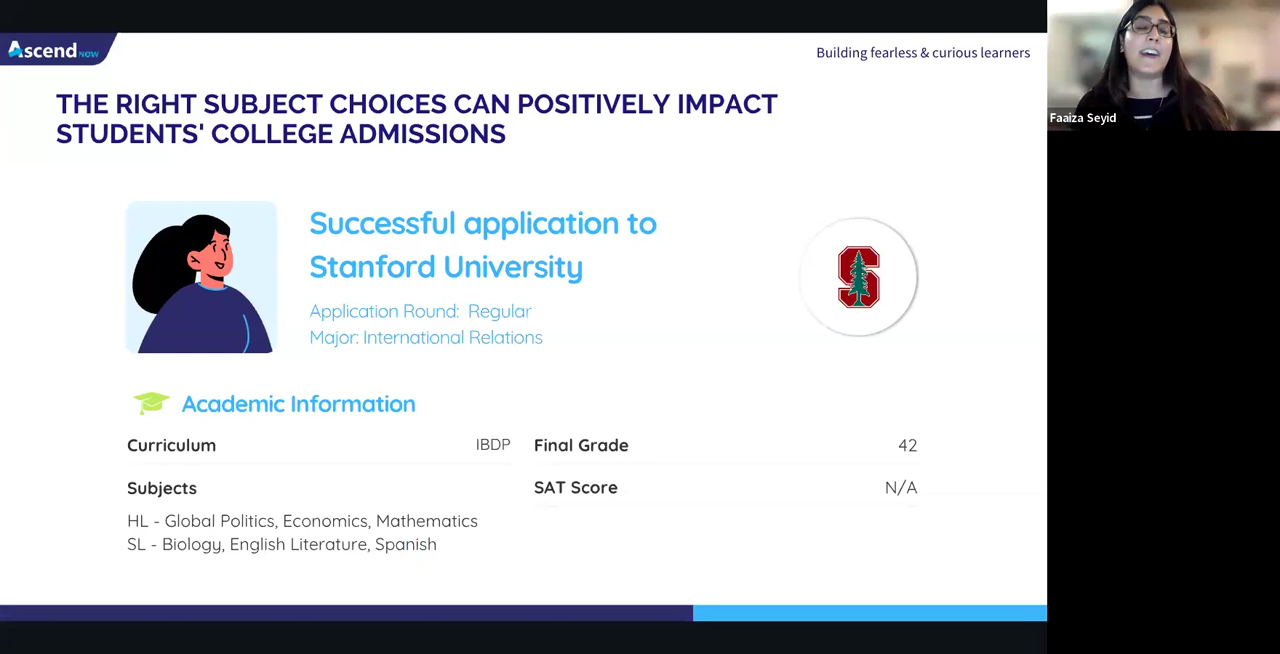 Ascend NOW
Building fearless & curious learners
THE RIGHT SUBJECT CHOICES CAN POSITIVELY IMPACT
STUDENTS' COLLEGE ADMISSIONS
Faaiza Seyid
Successful application to
Stanford University
Application Round: Regular
Major: International Relations
S
Academic Information
Curriculum IBDP Final Grade 42
Subjects SAT Score N/A
HL - Global Politics, Economics, Mathematics
SL - Biology, English Literature, Spanish